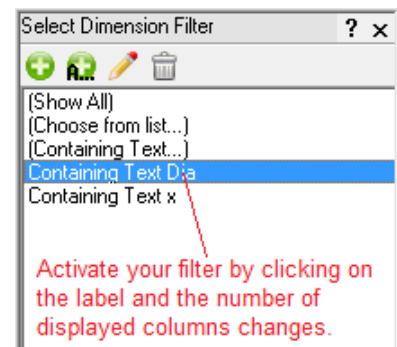 Select Dimension Filter ? x
A...
(Show All)
(Choose from list...)
(Containing Text...)
Containing Text Dia
Containing Text x
Activate your filter by clicking on
the label and the number of
displayed columns changes.